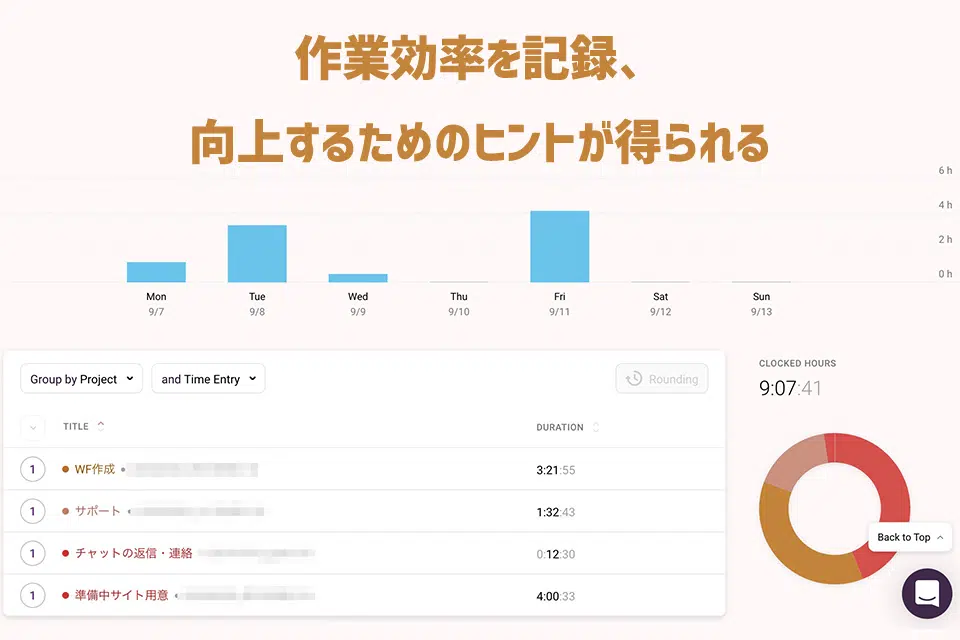 作業効率を記録、
向上するためのヒントが得られる
6 h
4 h
2 h
0 h
Mon Tue Wed Thu Fri Sat Sun
9/7 9/8 9/9 9/10 9/11 9/12 9/13
Group by Project and Time Entry Rounding
TITLE DURATION
1 WF作成 3:21:55
1 サポート 1:32:43
1 チャットの返信・連絡 0:12:30
1 準備中サイト用意 4:00:33
CLOCKED HOURS
9:07:41
Back to Top